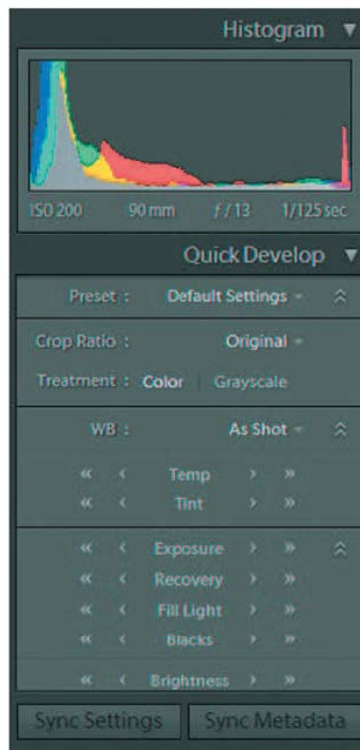 Histogram ▼
ISO 200 90 mm ƒ / 13 1/125 sec
Quick Develop ▼
Preset : Default Settings
Crop Ratio : Original
Treatment : Color | Grayscale
WB : As Shot
« ‹ Temp › »
« ‹ Tint › »
« ‹ Exposure › »
« ‹ Recovery › »
« ‹ Fill Light › »
« ‹ Blacks › »
« ‹ Brightness › »
Sync Settings Sync Metadata